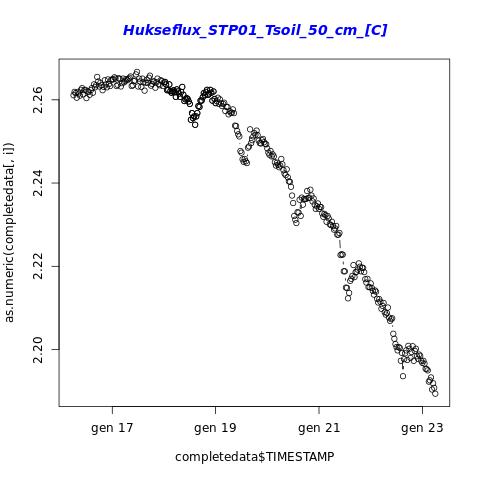 Hukseflux_STP01_Tsoil_50_cm_[C]
as.numeric(completedata[, i])
2.26
2.24
2.22
2.20
gen 17 gen 19 gen 21 gen 23
completedata$TIMESTAMP